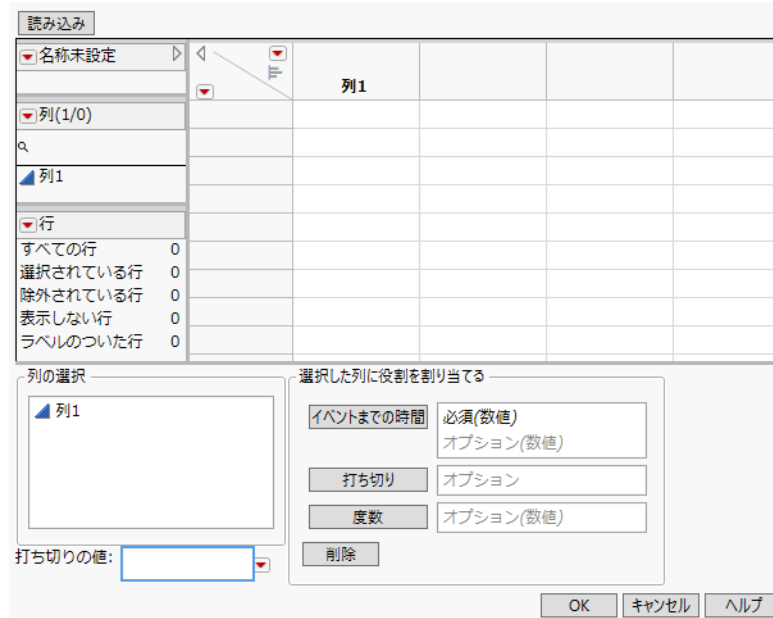 読み込み
名称未設定
列(1/0)
列1
行
すべての行 0
選択されている行 0
除外されている行 0
表示しない行 0
ラベルのついた行 0
列1
列の選択
列1
打ち切りの値:
選択した列に役割を割り当てる
イベントまでの時間 必須(数値)
オプション(数値)
打ち切り オプション
度数 オプション(数値)
削除
OK キャンセル ヘルプ